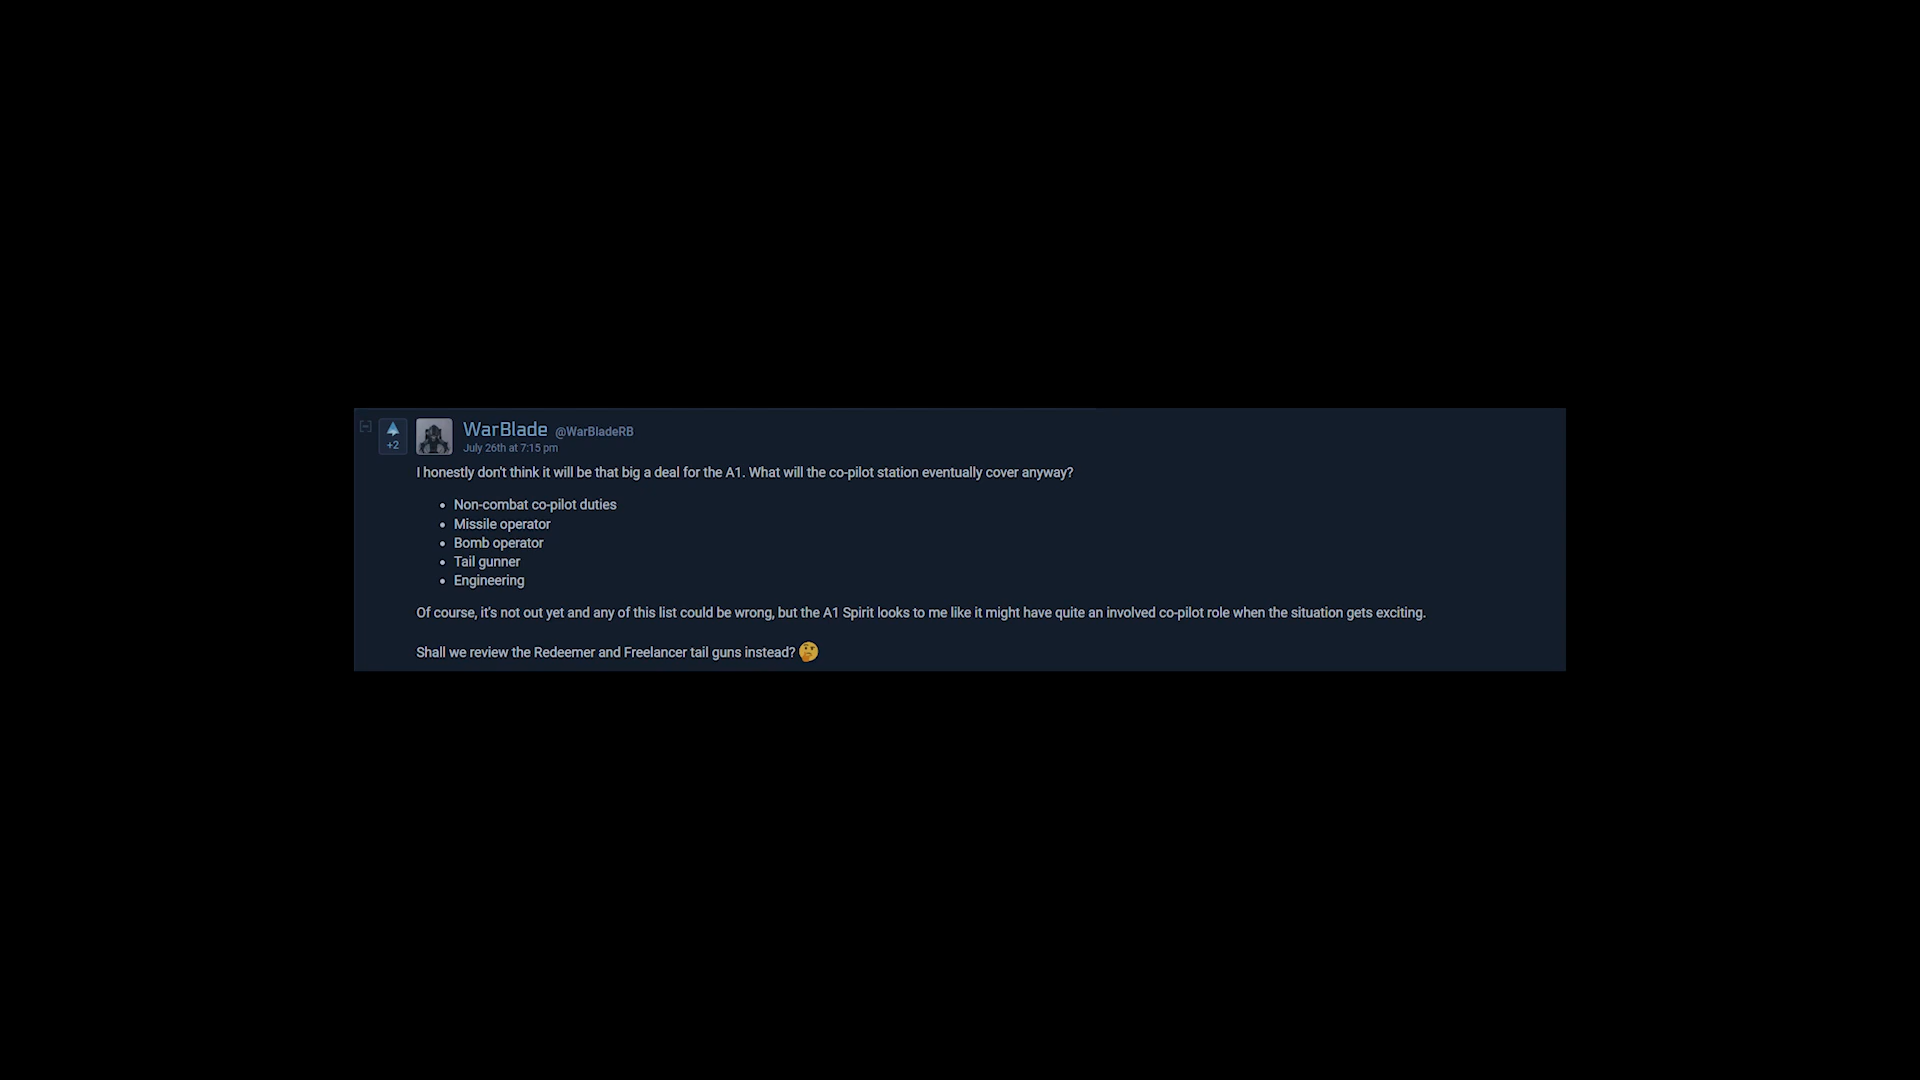 [-]
+2
WarBlade @WarBladeRB
July 26th at 7:15 pm
I honestly don't think it will be that big a deal for the A1. What will the co-pilot station eventually cover anyway?
• Non-combat co-pilot duties
• Missile operator
• Bomb operator
• Tail gunner
• Engineering
Of course, it's not out yet and any of this list could be wrong, but the A1 Spirit looks to me like it might have quite an involved co-pilot role when the situation gets exciting.
Shall we review the Redeemer and Freelancer tail guns instead? 🤔